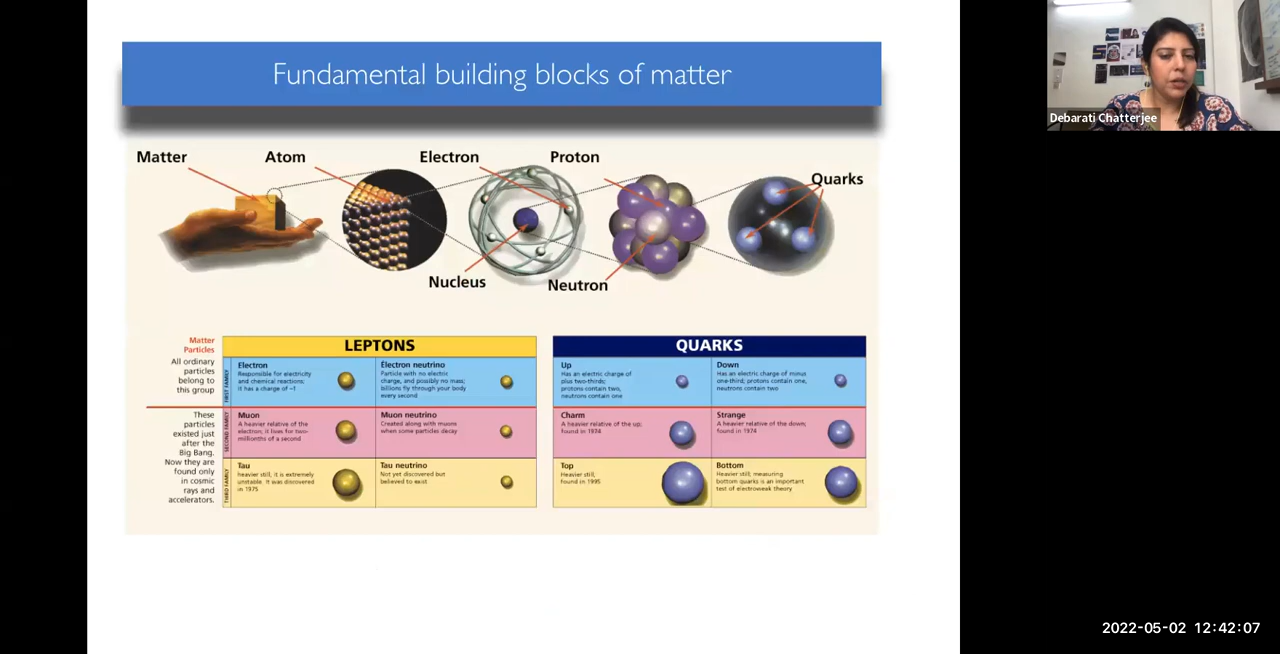 Fundamental building blocks of matter
Debarati Chatterjee
Matter
Atom
Electron
Proton
Quarks
Nucleus
Neutron
Matter
Particles
All ordinary
particles
belong to
this group
These
particles
existed just
after the
Big Bang.
Now they are
found only
in cosmic
rays and
accelerators.
LEPTONS
FIRST FAMILY
Electron
Responsible for electricity
and chemical reactions;
it has a charge of -1
Electron neutrino
Particle with no electric
charge, and possibly no mass;
billions fly through your body
every second
SECOND FAMILY
Muon
A heavier relative of the
electron; it lives for two-
millionths of a second
Muon neutrino
Created along with muons
when some particles decay
THIRD FAMILY
Tau
Heavier still; it is extremely
unstable. It was discovered
in 1975
Tau neutrino
Not yet discovered but
believed to exist
QUARKS
Up
Has an electric charge of
plus two-thirds;
protons contain two,
neutrons contain one
Down
Has an electric charge of minus
one-third; protons contain one,
neutrons contain two
Charm
A heavier relative of the up;
found in 1974
Strange
A heavier relative of the down;
found in 1974
Top
Heavier still;
found in 1995
Bottom
Heavier still; measuring
bottom quarks is an important
test of electroweak theory
2022-05-02 12:42:07